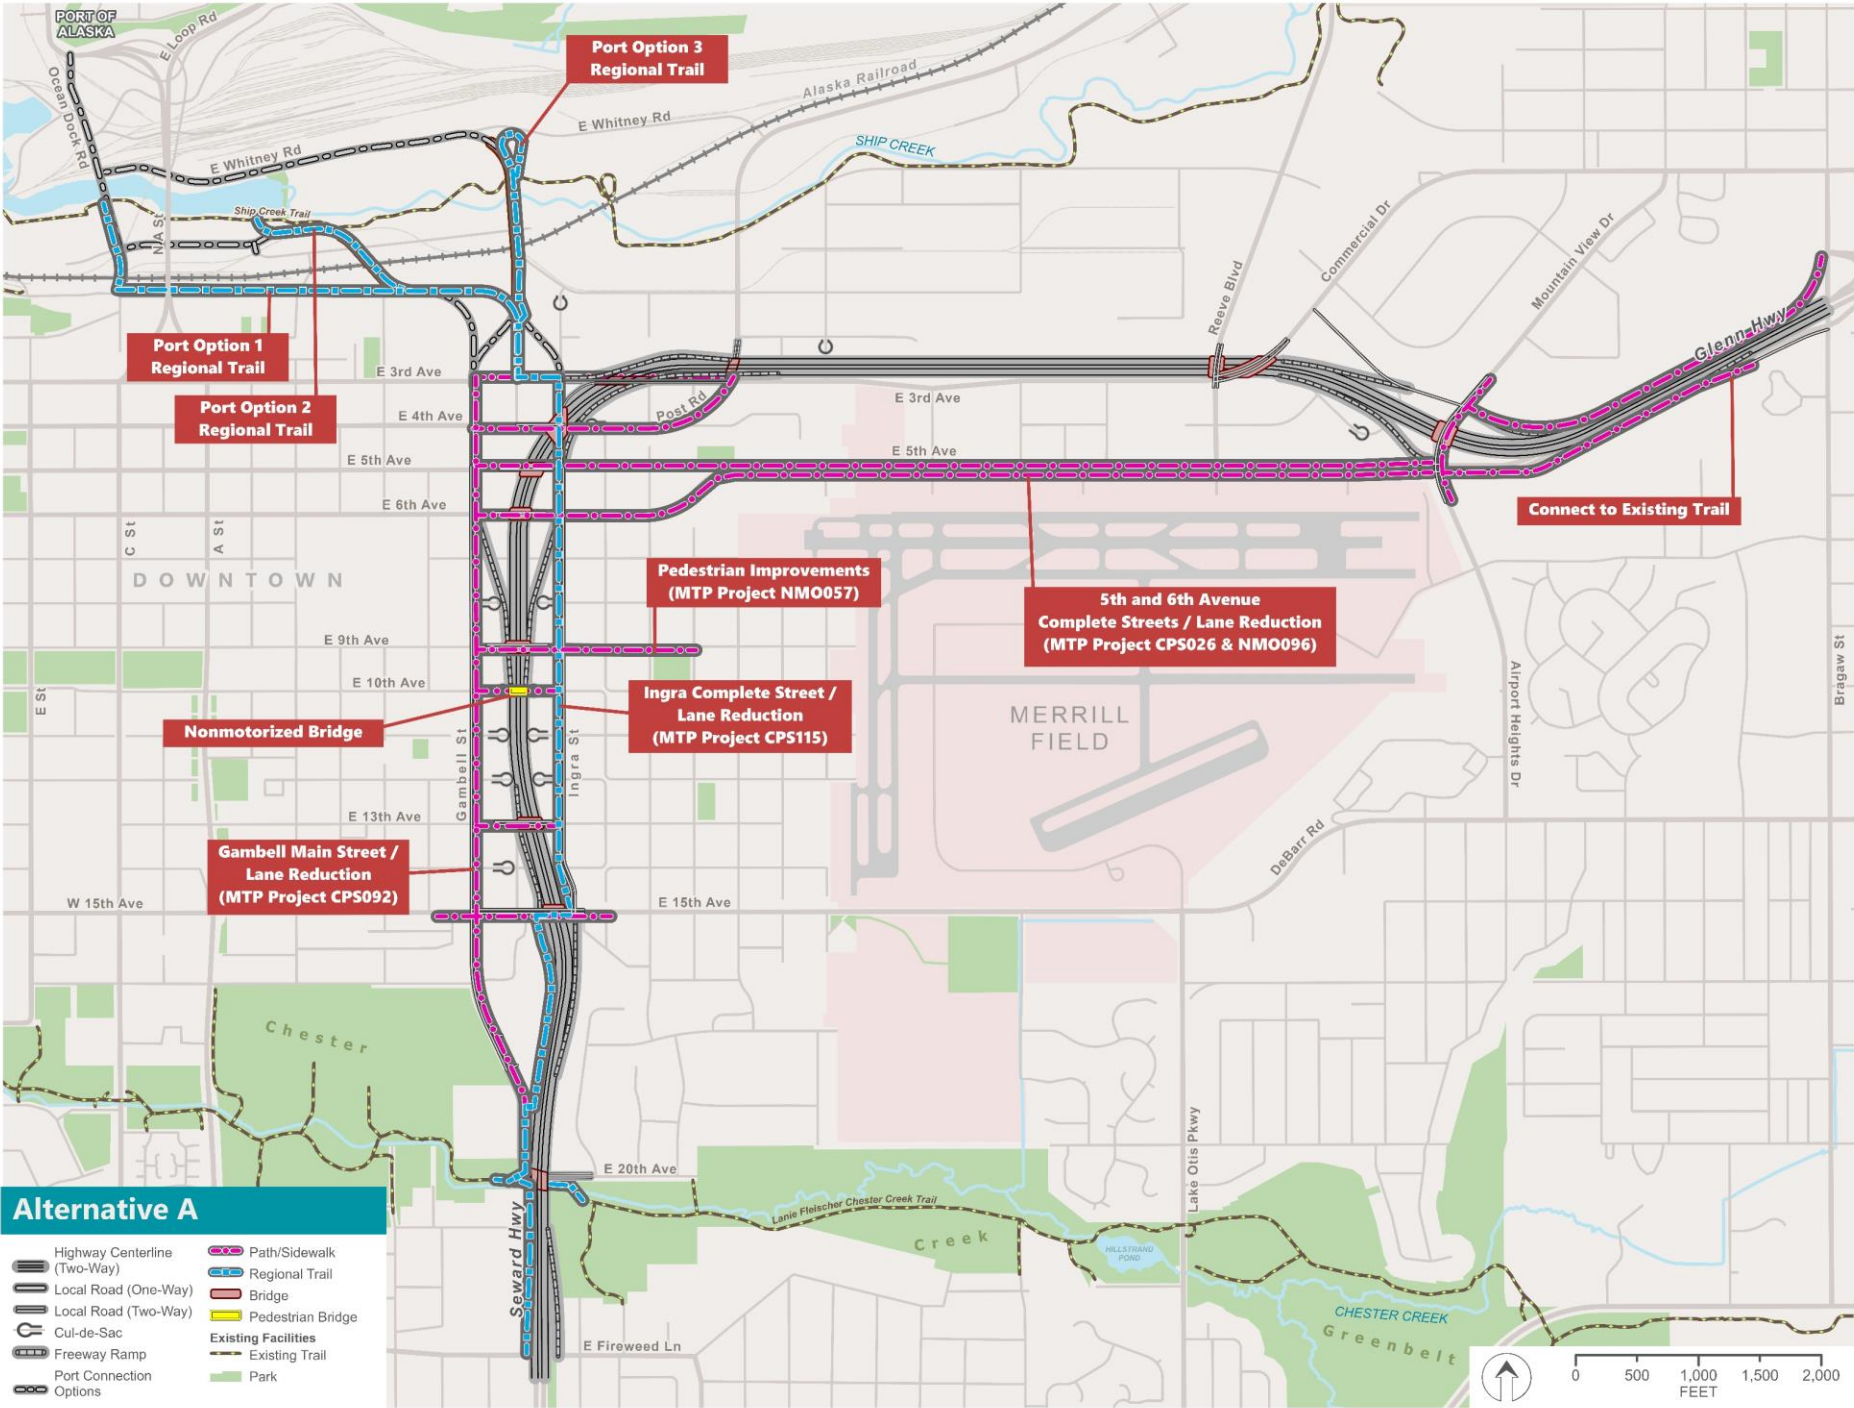 PORT OF
ALASKA
E Loop Rd
Ocean Dock Rd
Port Option 3
Regional Trail
Alaska Railroad
E Whitney Rd
E Whitney Rd
SHIP CREEK
Ship Creek Trail
N A St
Commercial Dr
Mountain View Dr
Reeve Blvd
Glenn Hwy
Port Option 1
Regional Trail
E 3rd Ave
Port Option 2
Regional Trail
E 4th Ave
Post Rd
E 3rd Ave
E 5th Ave
E 5th Ave
E 6th Ave
Connect to Existing Trail
C St
A St
DOWNTOWN
Pedestrian Improvements
(MTP Project NMO057)
5th and 6th Avenue
Complete Streets / Lane Reduction
(MTP Project CPS026 & NMO096)
E 9th Ave
E 10th Ave
E St
Ingra Complete Street /
Lane Reduction
(MTP Project CPS115)
Nonmotorized Bridge
MERRILL
FIELD
Airport Heights Dr
Bragaw St
Gambell St
Ingra St
E 13th Ave
DeBarr Rd
Gambell Main Street /
Lane Reduction
(MTP Project CPS092)
W 15th Ave
E 15th Ave
Chester
Lake Otis Pkwy
E 20th Ave
Lanie Fleischer Chester Creek Trail
Creek
HILLSTRAND
POND
Seward Hwy
CHESTER CREEK
Greenbelt
E Fireweed Ln
Alternative A
Highway Centerline
(Two-Way)
Local Road (One-Way)
Local Road (Two-Way)
Cul-de-Sac
Freeway Ramp
Port Connection
Options
Path/Sidewalk
Regional Trail
Bridge
Pedestrian Bridge
Existing Facilities
Existing Trail
Park
0 500 1,000 1,500 2,000
FEET